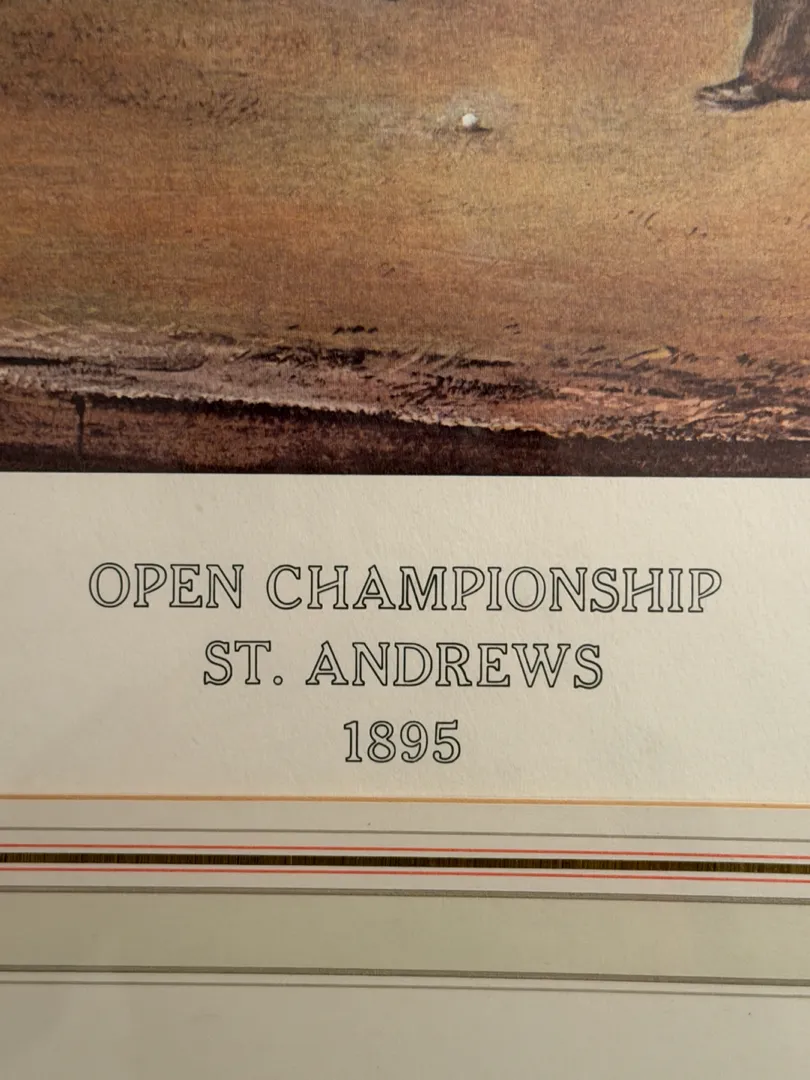 OPEN CHAMPIONSHIP
ST. ANDREWS
1895